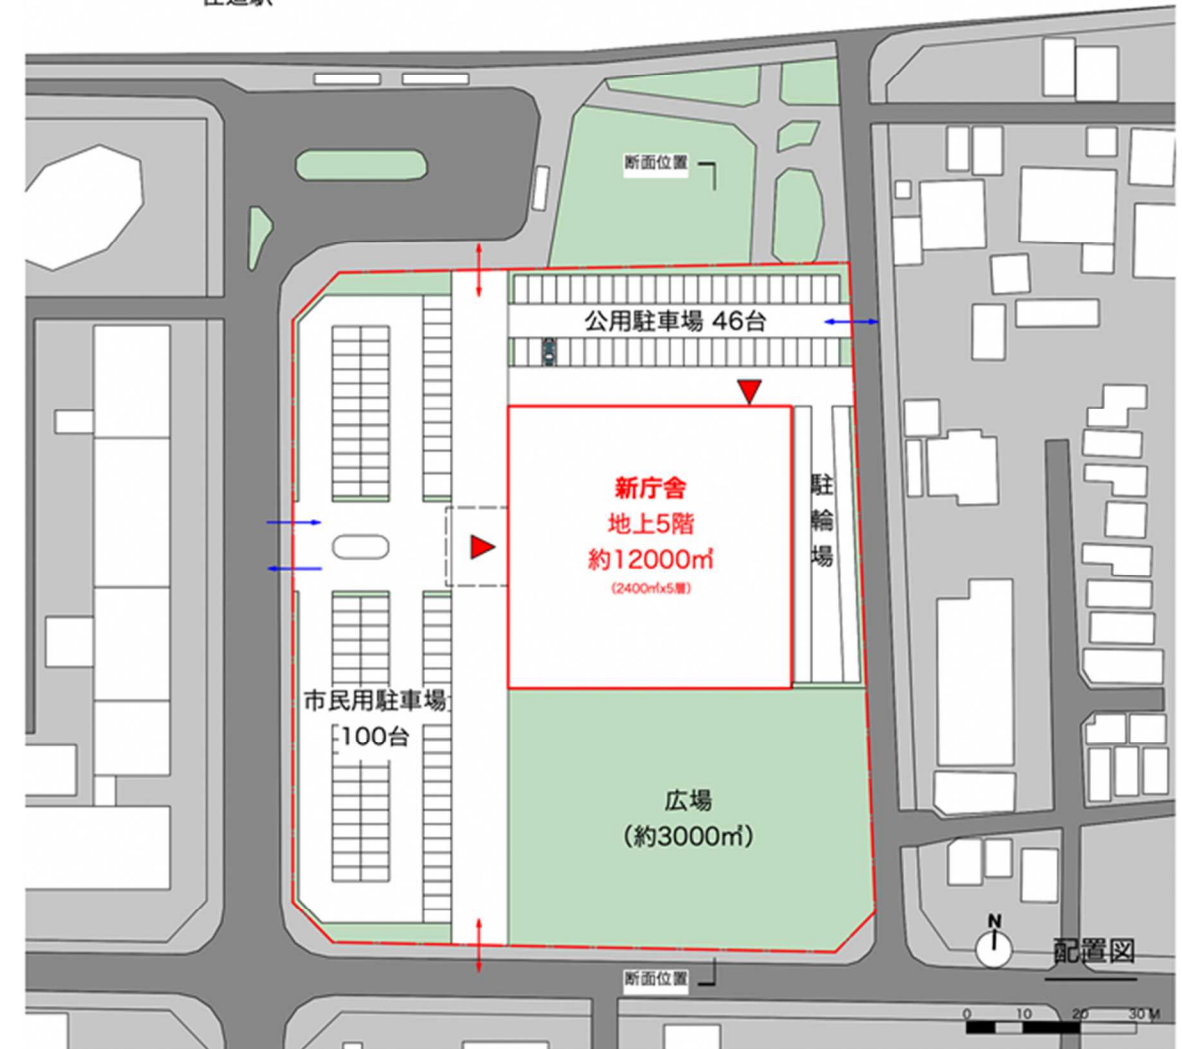 断面位置
公用駐車場 46台
新庁舎
地上5階
約12000㎡
（2400㎡x5層）
駐輪場
市民用駐車場
100台
広場
（約3000㎡）
断面位置
N
配置図
0 10 20 30 M